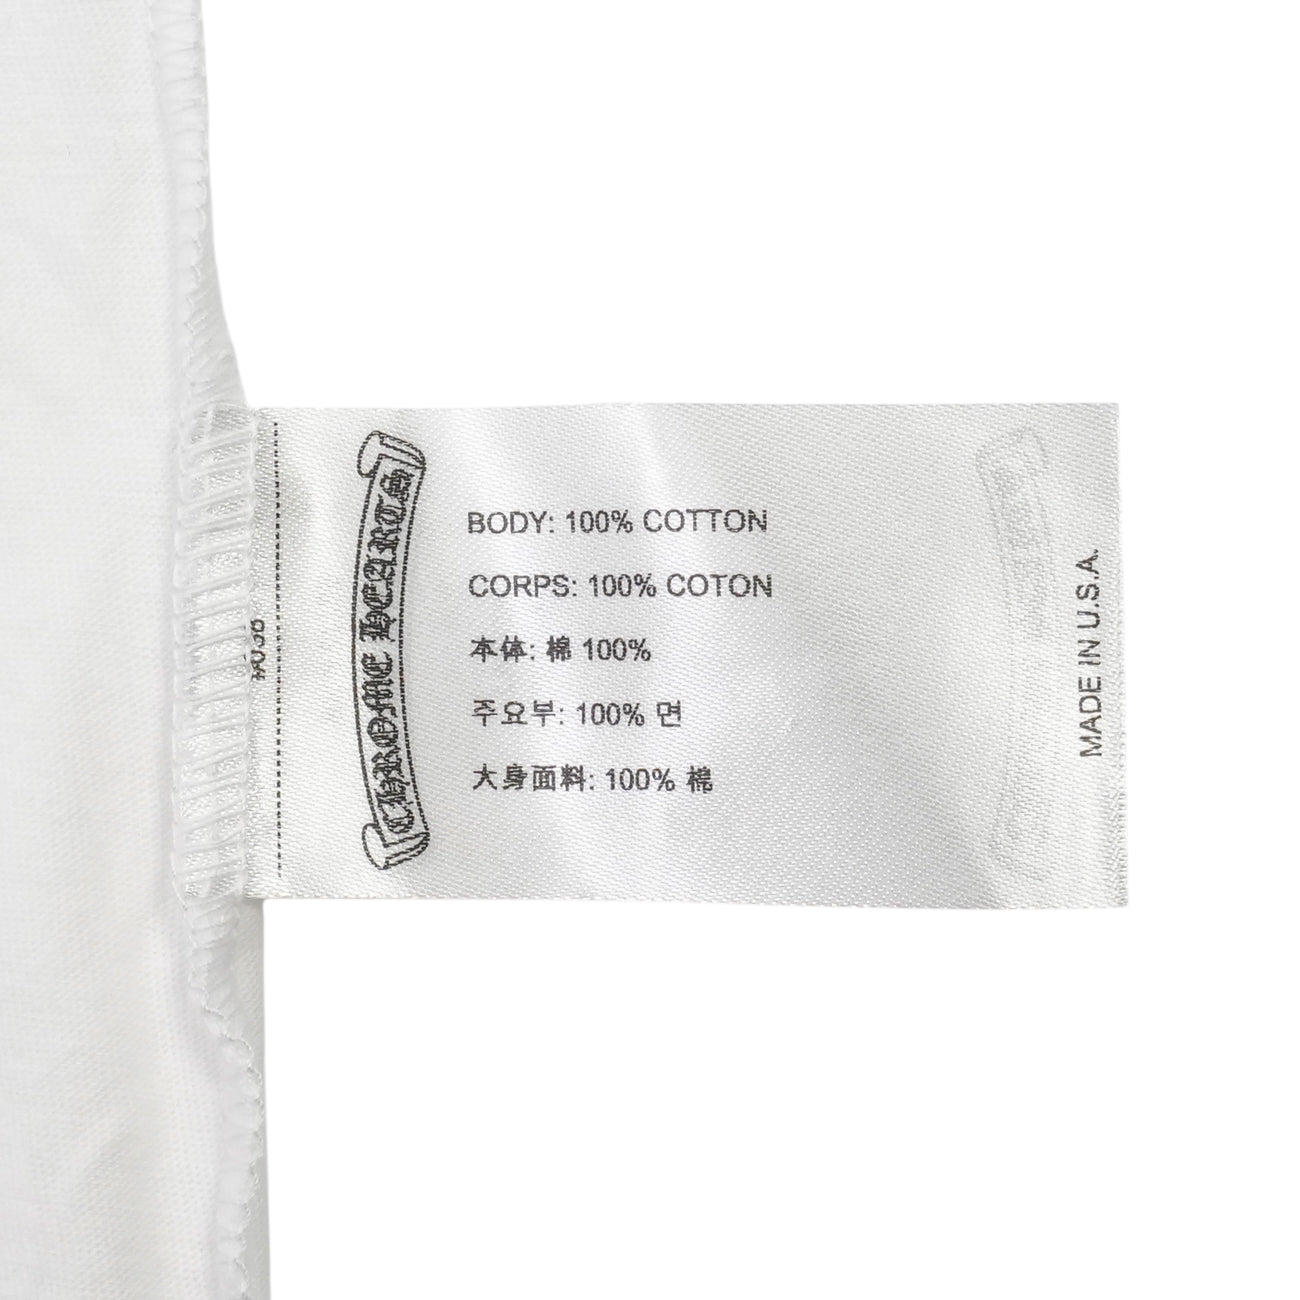 CHROME HEARTS
BODY: 100% COTTON
CORPS: 100% COTON
本体: 棉 100%
주요부: 100% 면
大身面料: 100% 棉
MADE IN U.S.A.